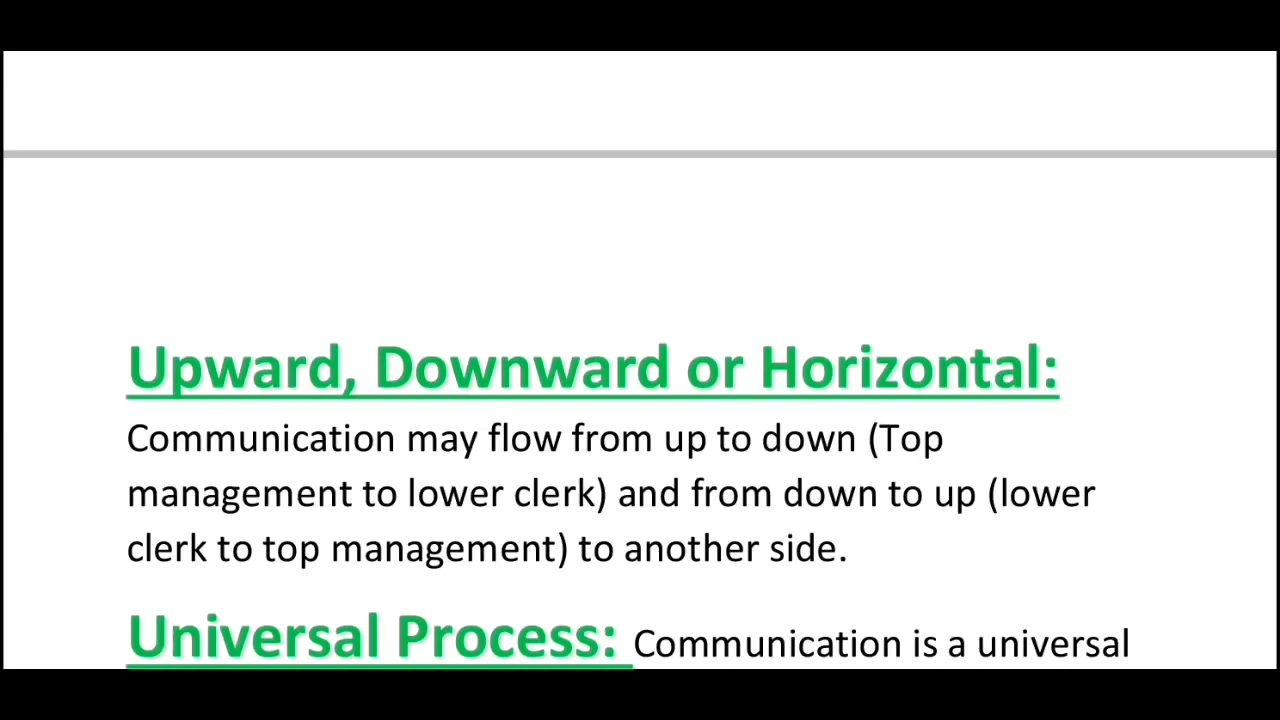 Upward, Downward or Horizontal:
Communication may flow from up to down (Top
management to lower clerk) and from down to up (lower
clerk to top management) to another side.
Universal Process: Communication is a universal